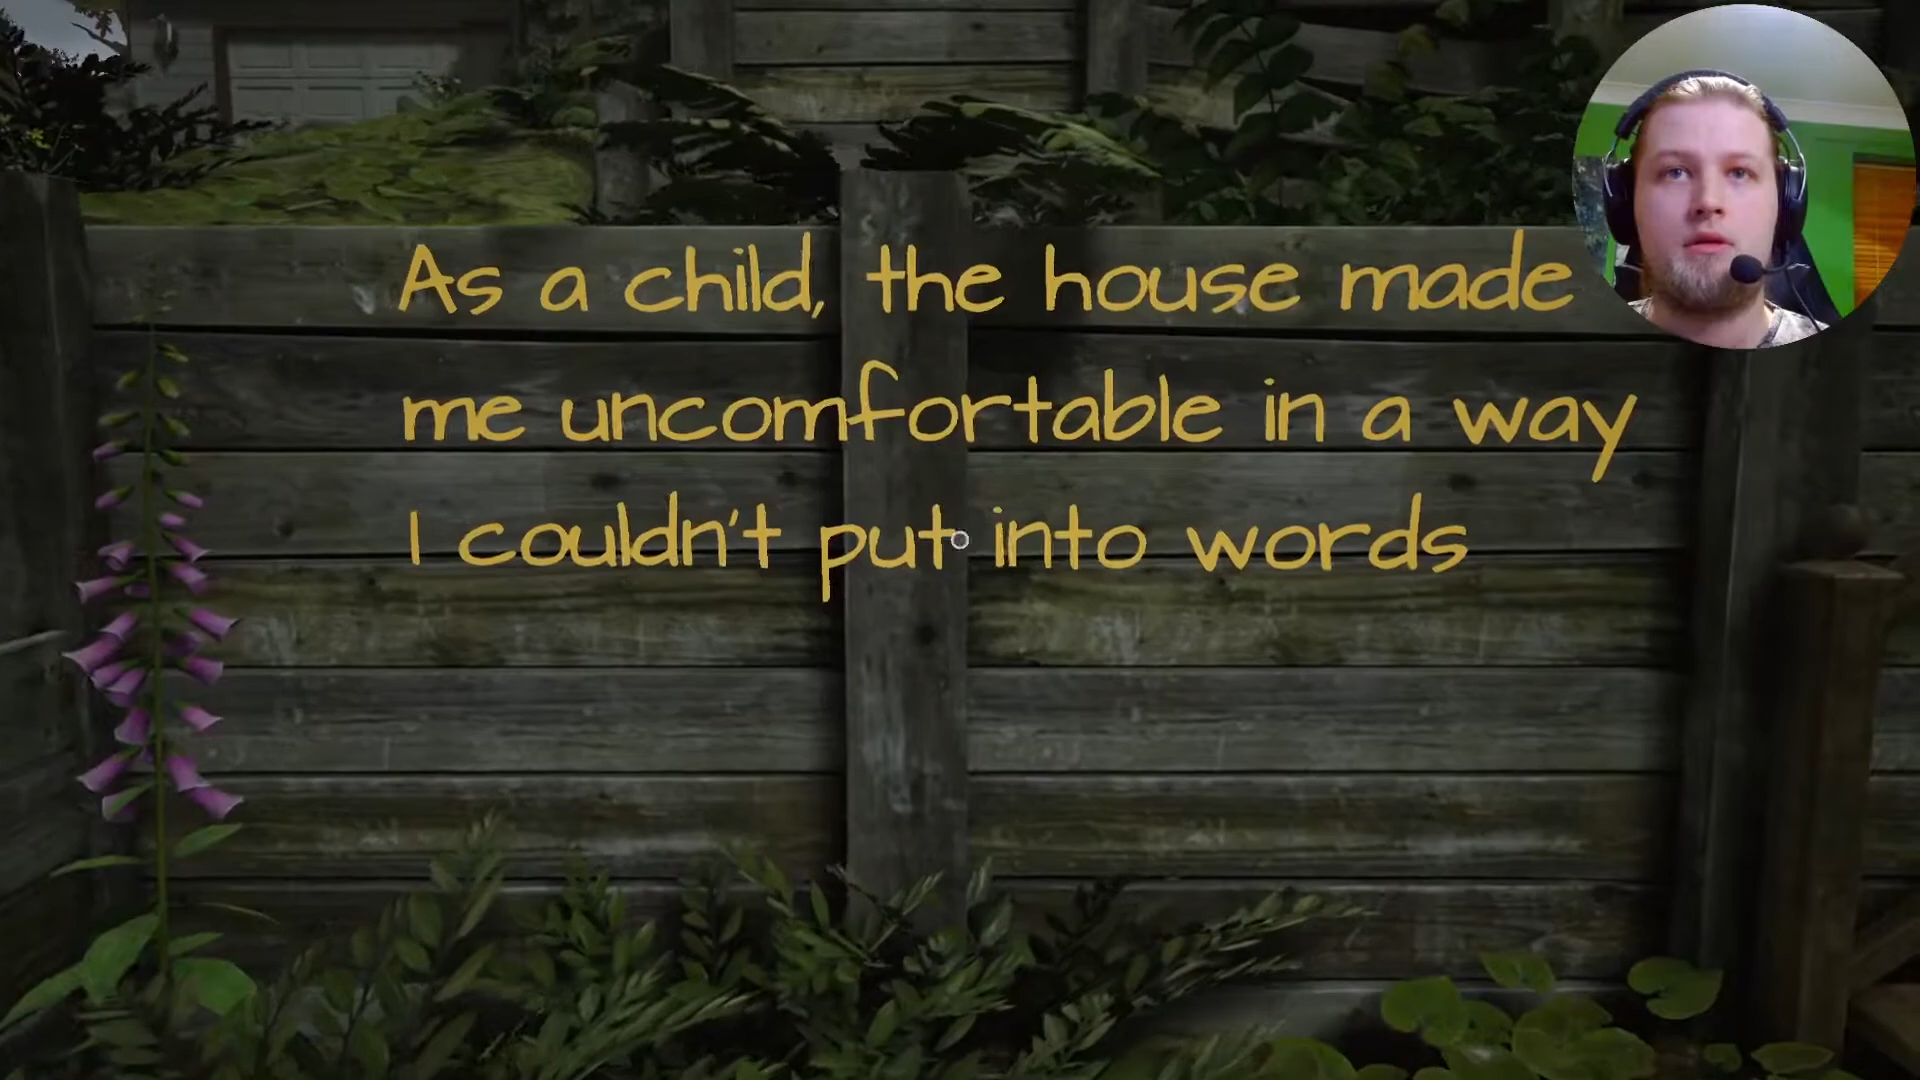 As a child, the house made
me uncomfortable in a way
I couldn't put into words